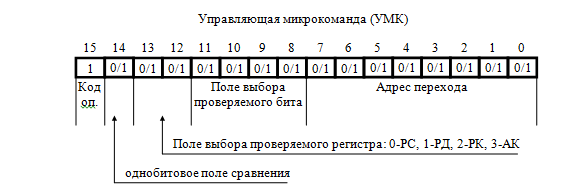 Управляющая микрокоманда (УМК)
15 14 13 12 11 10 9 8 7 6 5 4 3 2 1 0
1 0/1 0/1 0/1 0/1 0/1 0/1 0/1 0/1 0/1 0/1 0/1 0/1 0/1 0/1 0/1
Код оп.
Поле выбора проверяемого бита
Адрес перехода
Поле выбора проверяемого регистра: 0-РС, 1-РД, 2-РК, 3-АК
однобитовое поле сравнения